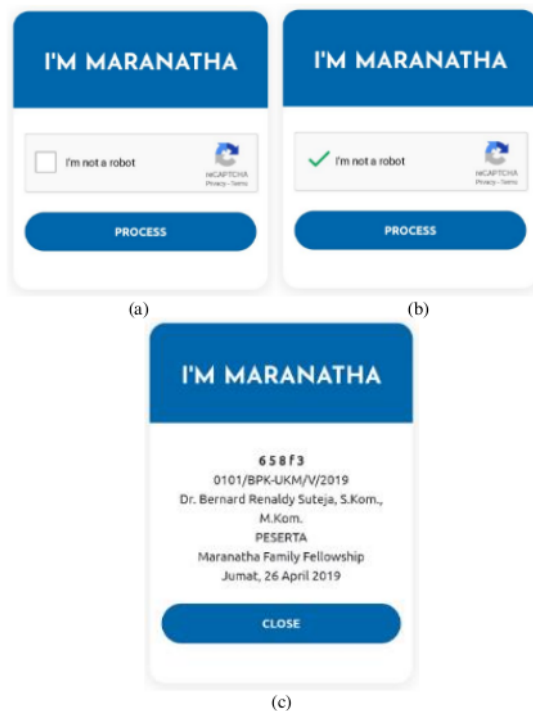 I'M MARANATHA
I'm not a robot
reCAPTCHA
Privacy - Terms
PROCESS
(a)
I'M MARANATHA
I'm not a robot
reCAPTCHA
Privacy - Terms
PROCESS
(b)
I'M MARANATHA
658f3
0101/BPK-UKM/V/2019
Dr. Bernard Renaldy Suteja, S.Kom.,
M.Kom.
PESERTA
Maranatha Family Fellowship
Jumat, 26 April 2019
CLOSE
(c)